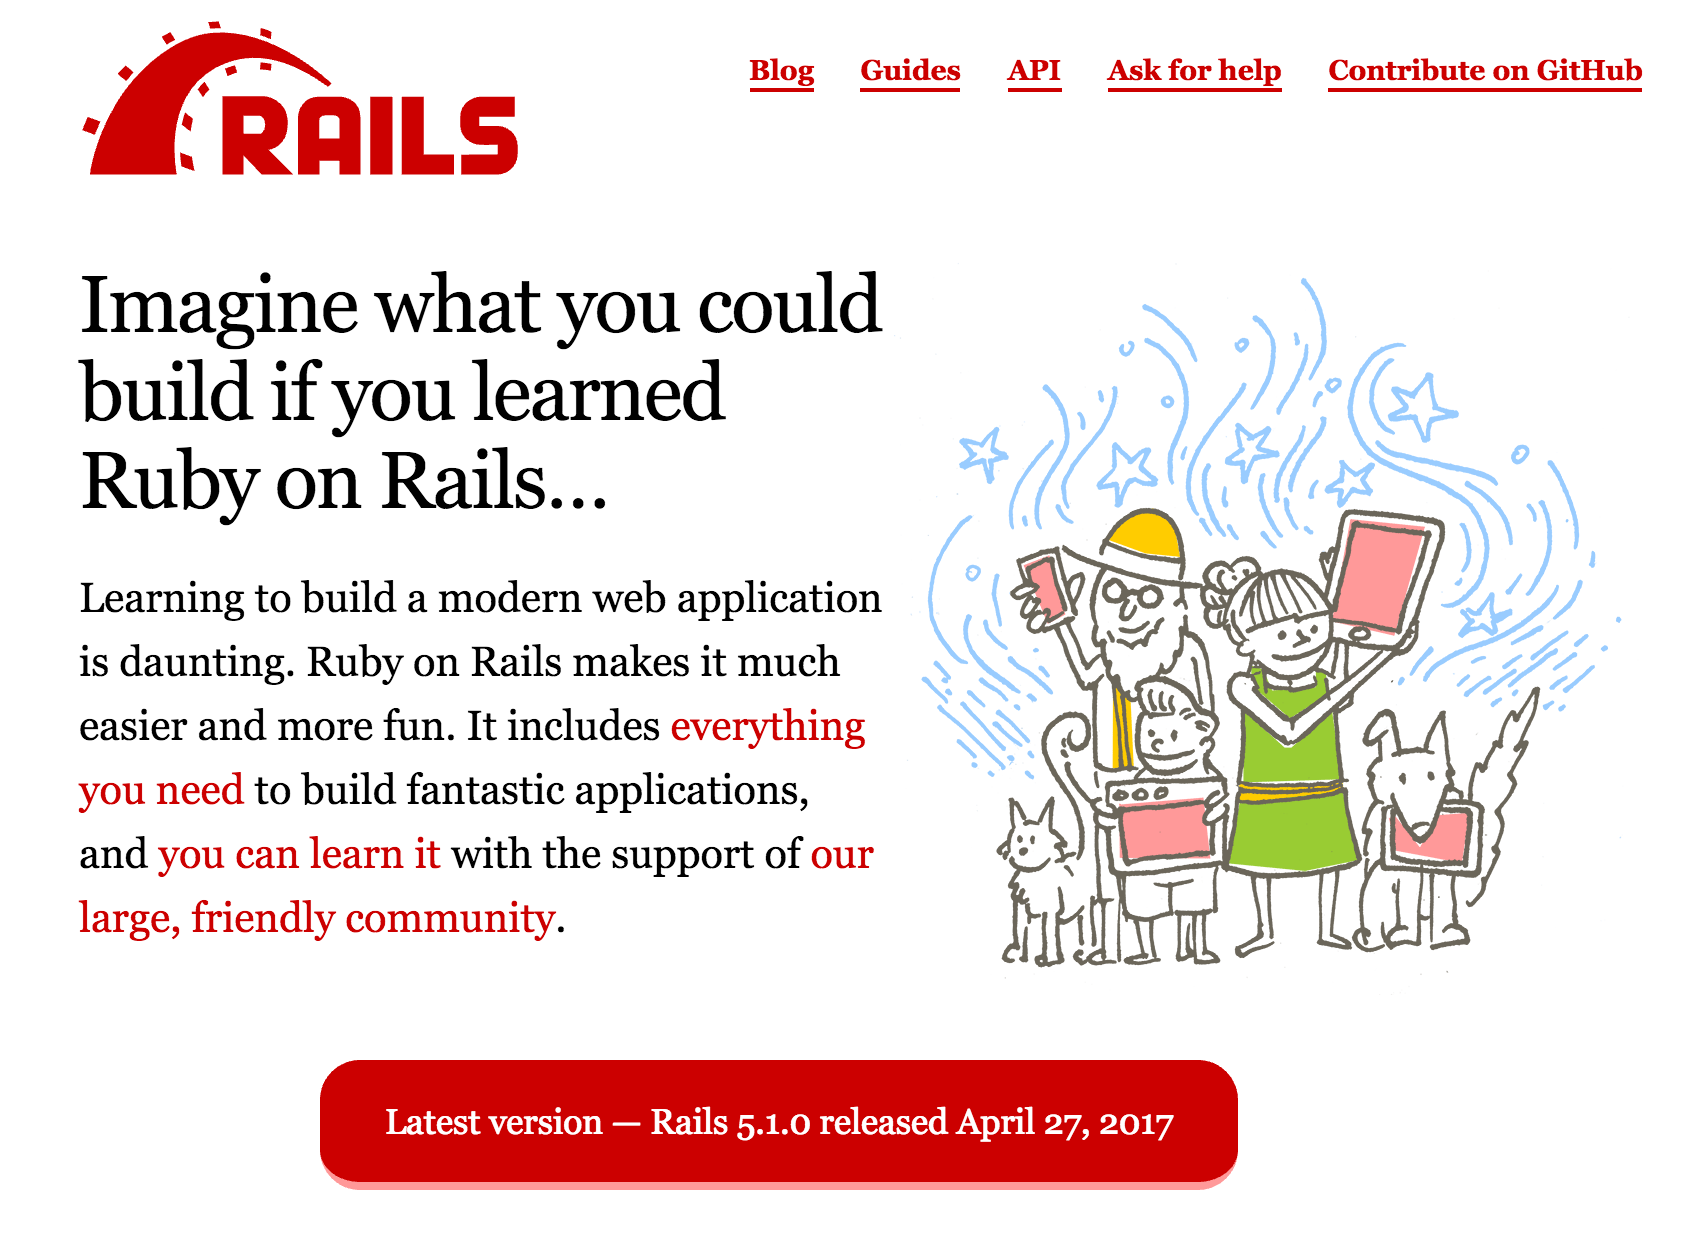 RAILS
Blog Guides API Ask for help Contribute on GitHub
Imagine what you could
build if you learned
Ruby on Rails...
Learning to build a modern web application
is daunting. Ruby on Rails makes it much
easier and more fun. It includes everything
you need to build fantastic applications,
and you can learn it with the support of our
large, friendly community.
Latest version — Rails 5.1.0 released April 27, 2017